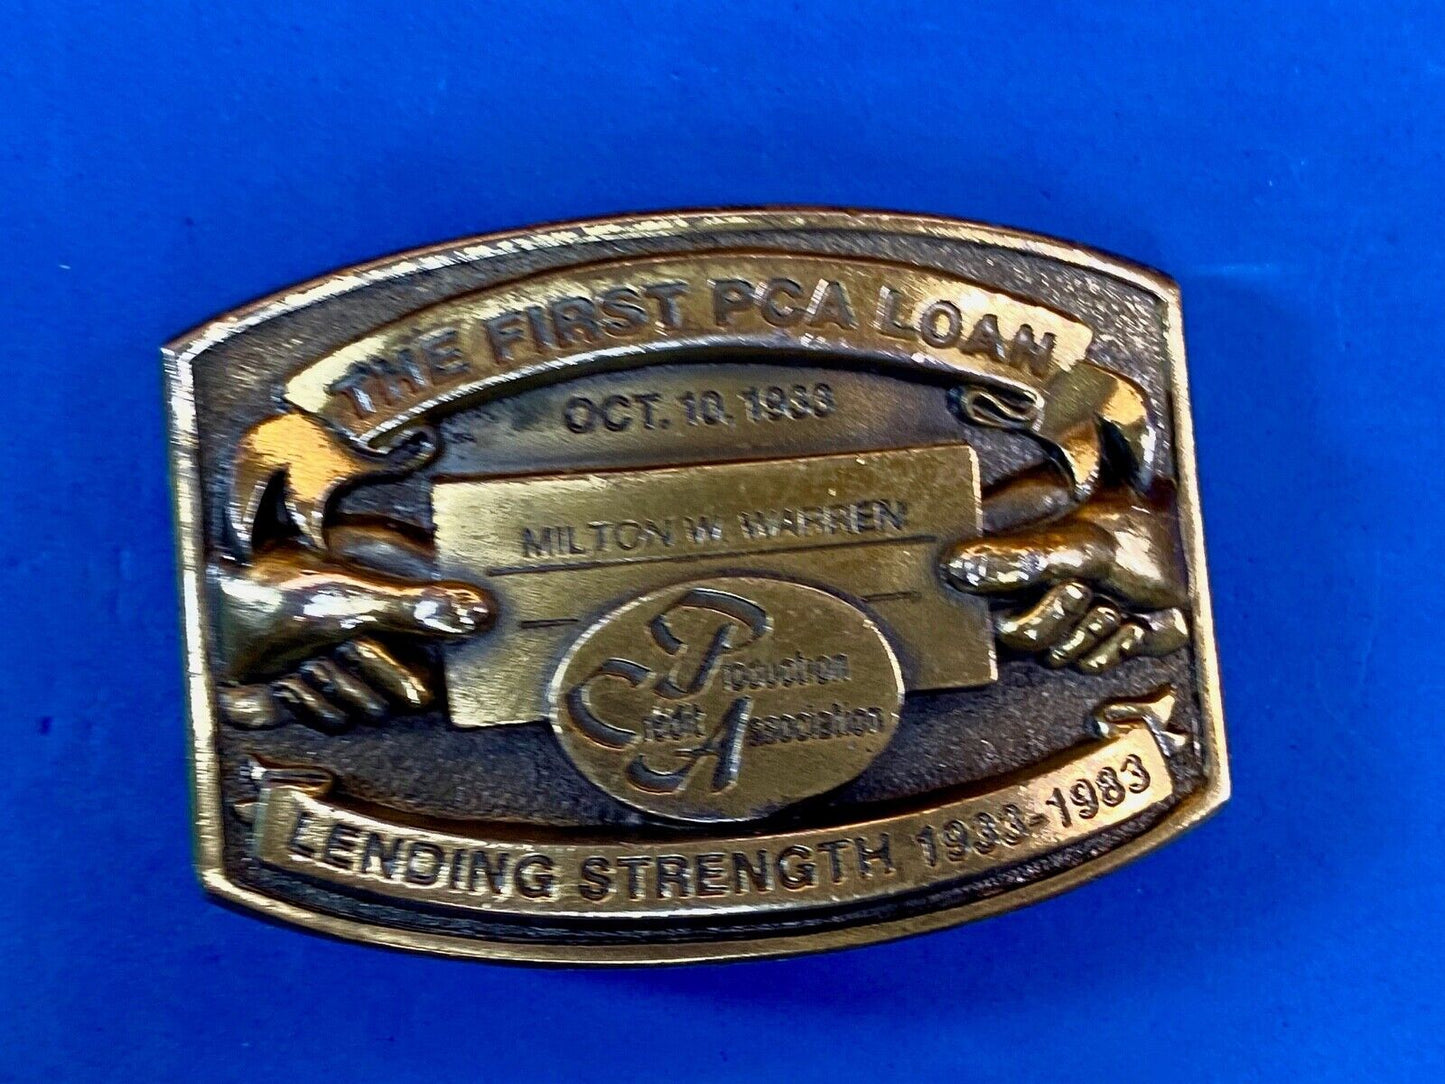 THE FIRST PCA LOAN
OCT. 10, 1933
MILTON W. WARREN
Production
Credit Association
LENDING STRENGTH 1933-1983